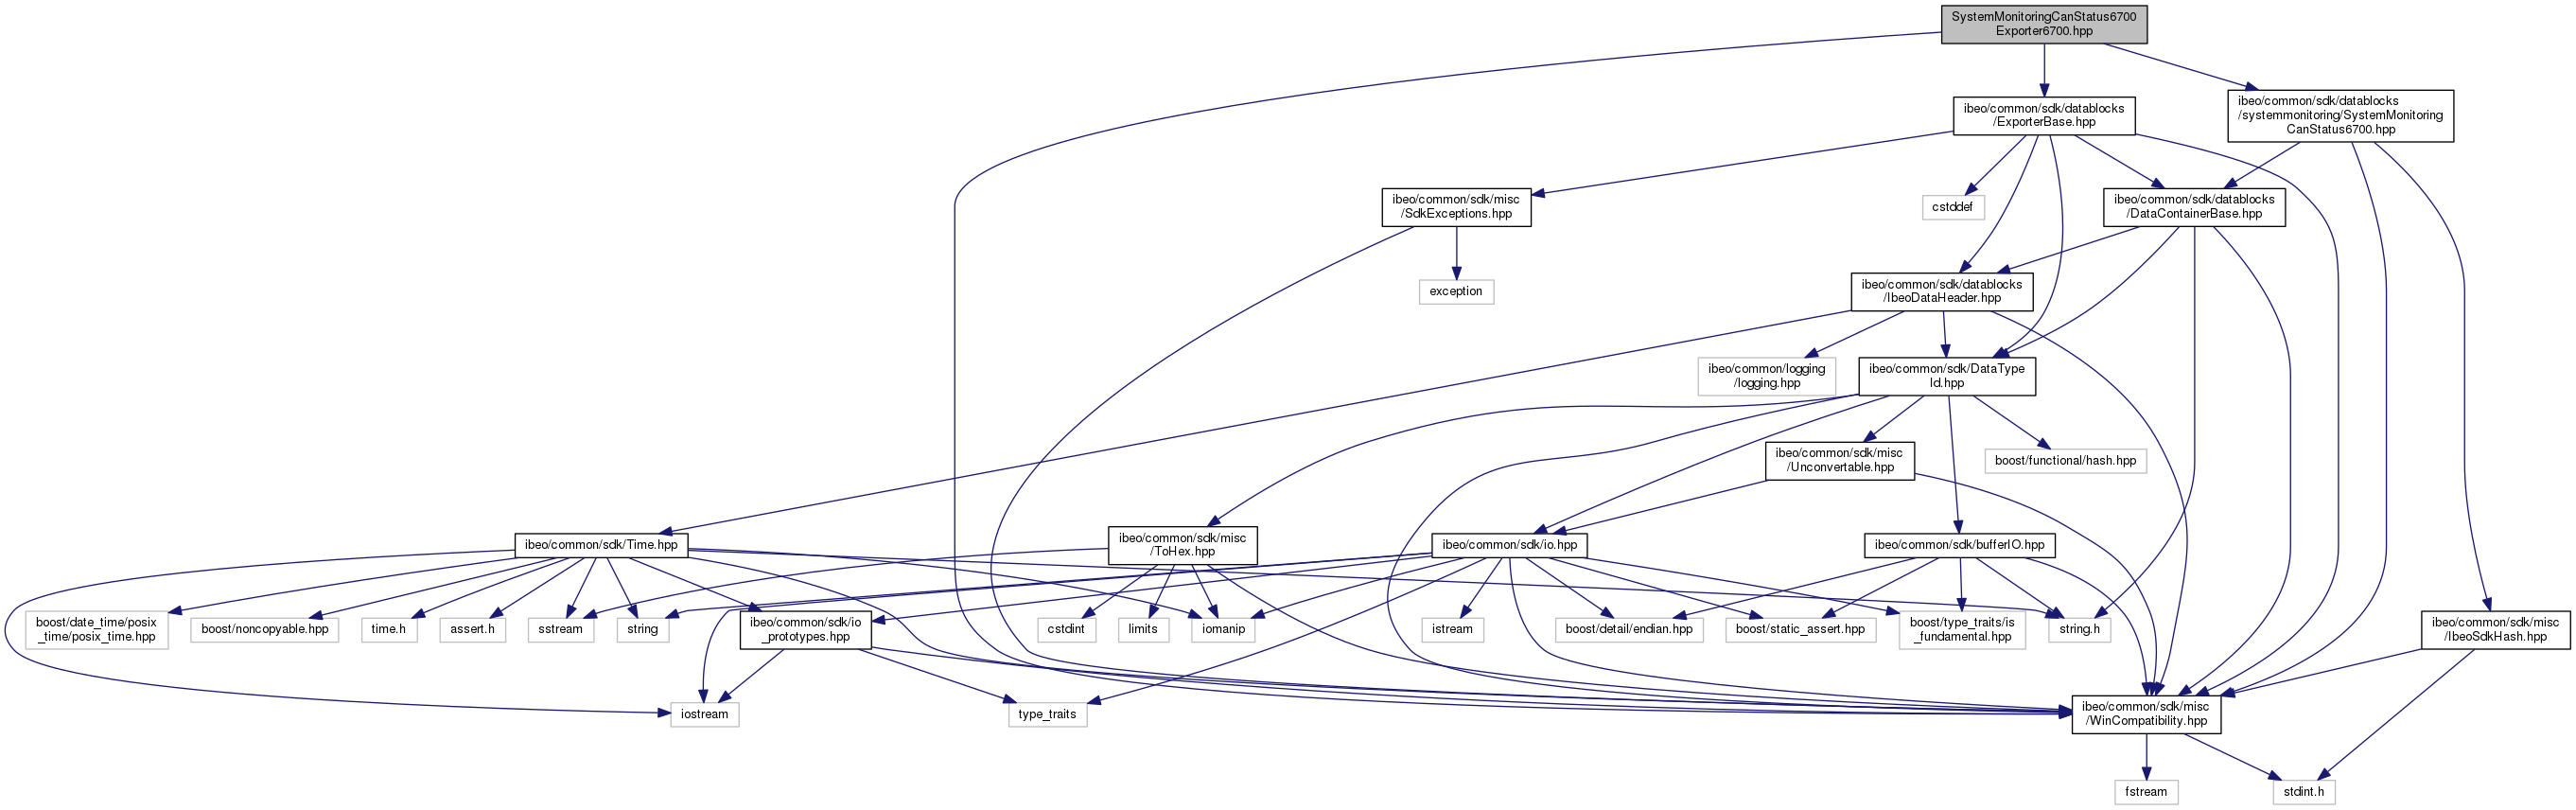 SystemMonitoringCanStatus6700
Exporter6700.hpp
ibeo/common/sdk/datablocks
/ExporterBase.hpp
ibeo/common/sdk/datablocks
/systemmonitoring/SystemMonitoring
CanStatus6700.hpp
ibeo/common/sdk/misc
/SdkExceptions.hpp
cstddef
ibeo/common/sdk/datablocks
/DataContainerBase.hpp
exception
ibeo/common/sdk/datablocks
/IbeoDataHeader.hpp
ibeo/common/logging
/logging.hpp
ibeo/common/sdk/DataType
Id.hpp
ibeo/common/sdk/misc
/Unconvertable.hpp
boost/functional/hash.hpp
ibeo/common/sdk/Time.hpp
ibeo/common/sdk/misc
/ToHex.hpp
ibeo/common/sdk/io.hpp
ibeo/common/sdk/bufferIO.hpp
boost/date_time/posix
_time/posix_time.hpp
boost/noncopyable.hpp
time.h
assert.h
sstream
string
ibeo/common/sdk/io
_prototypes.hpp
cstdint
limits
iomanip
istream
boost/detail/endian.hpp
boost/static_assert.hpp
boost/type_traits/is
_fundamental.hpp
string.h
ibeo/common/sdk/misc
/IbeoSdkHash.hpp
iostream
type_traits
ibeo/common/sdk/misc
/WinCompatibility.hpp
fstream
stdint.h